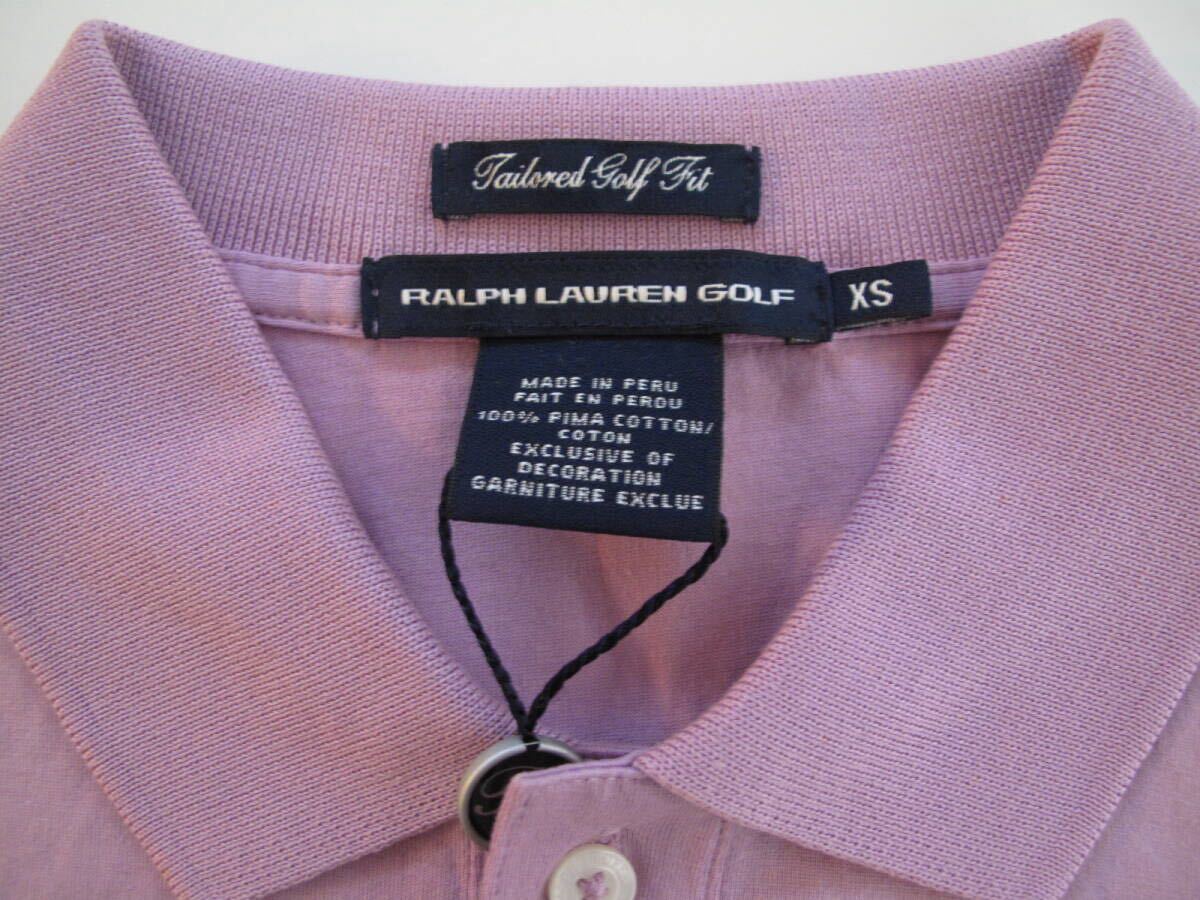 Tailored Golf Fit
RALPH LAUREN GOLF
XS
MADE IN PERU
FAIT EN PEROU
100% PIMA COTTON/
COTON
EXCLUSIVE OF
DECORATION
GARNITURE EXCLUE